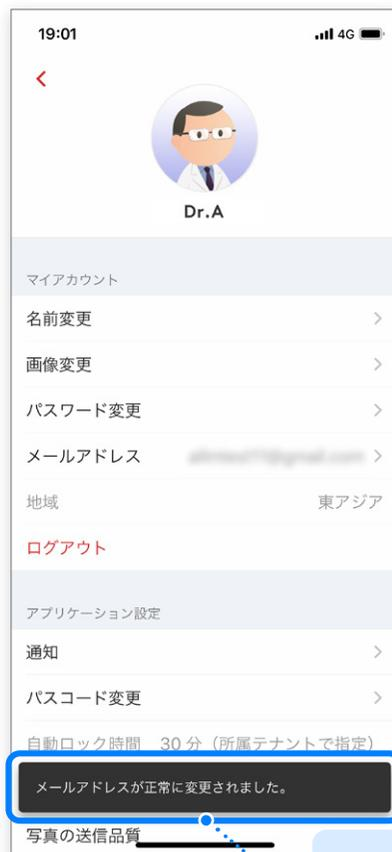 19:01
4G
Dr.A
マイアカウント
名前変更
画像変更
パスワード変更
メールアドレス
地域 東アジア
ログアウト
アプリケーション設定
通知
パスコード変更
自動ロック時間 30 分（所属テナントで指定）
メールアドレスが正常に変更されました。
写真の送信品質